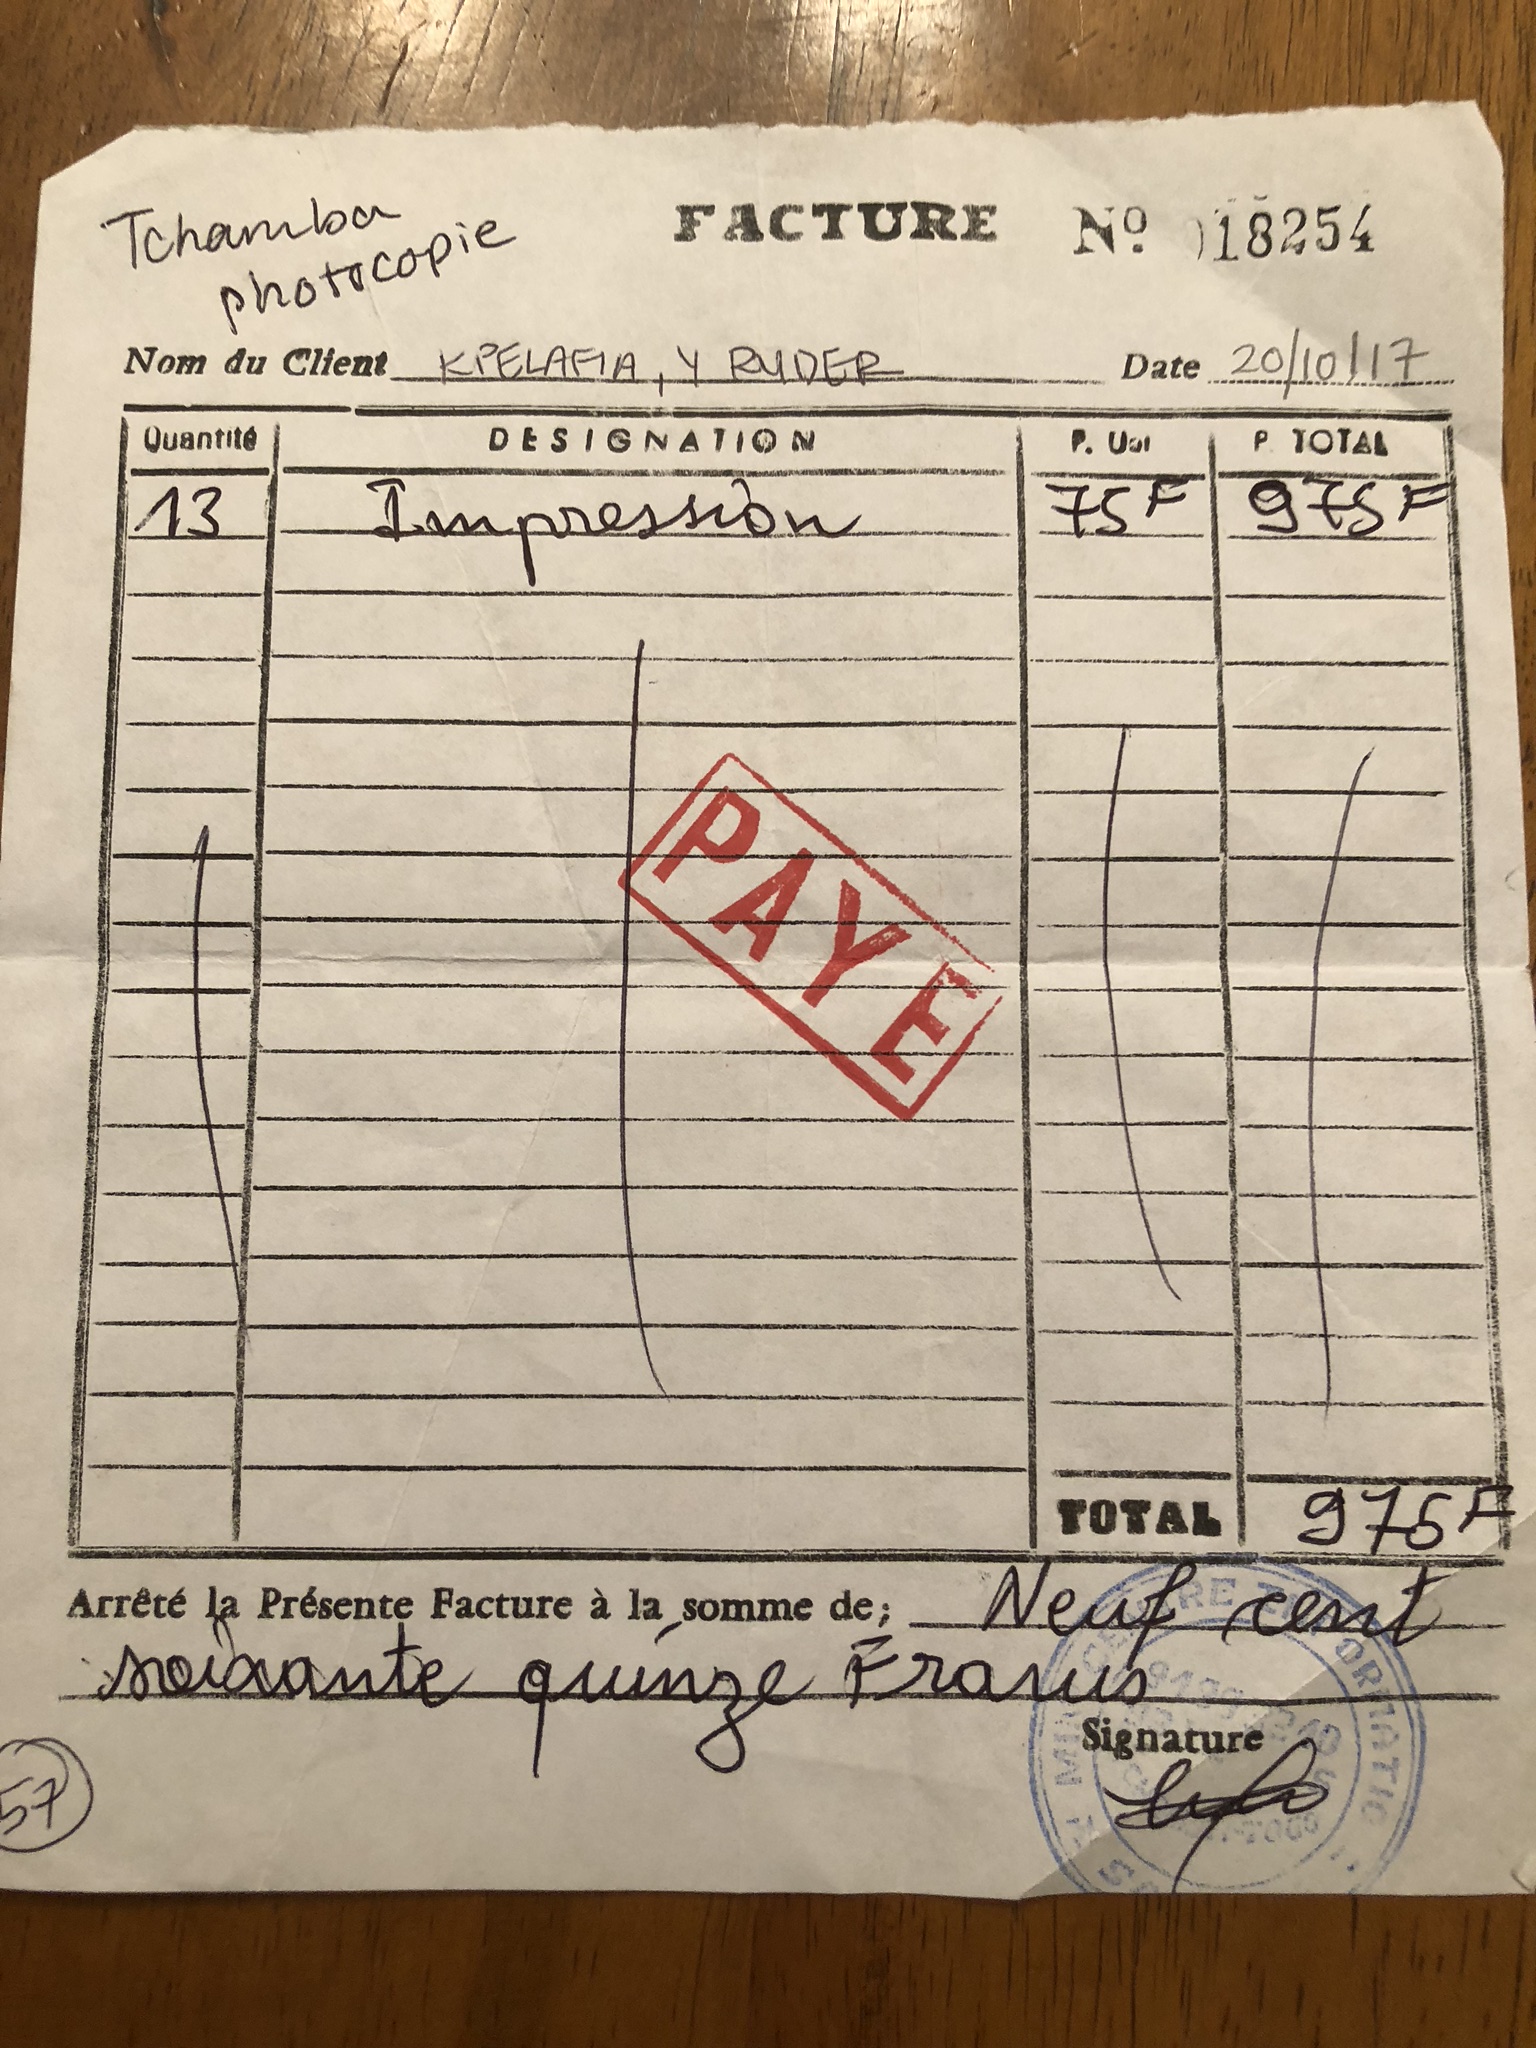 Tchamba
photocopie
FACTURE Nº 18254
Nom du Client KPELAFIA, Y RYDER Date 20/10/17
Quantité DESIGNATION P. Uni P. TOTAL
13 Impression 75F 975F
PAYE
TOTAL 975F
Arrêté la Présente Facture à la somme de; Neuf cent
soixante quinze Francs
Signature
57